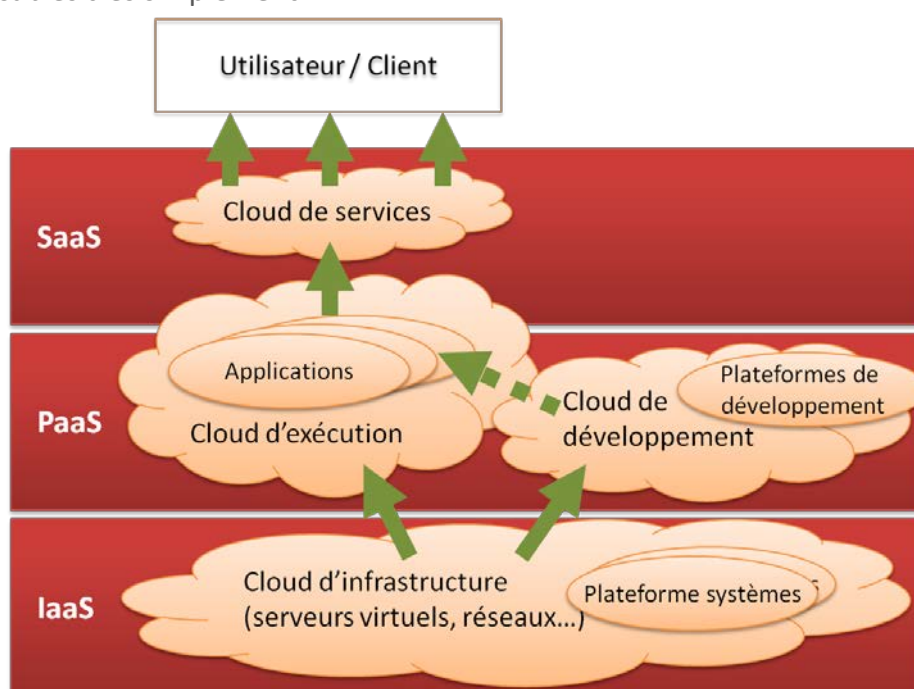 Utilisateur / Client
SaaS
Cloud de services
PaaS
Applications
Cloud d’exécution
Cloud de
développement
Plateformes de
développement
IaaS
Cloud d’infrastructure
(serveurs virtuels, réseaux…)
Plateforme systèmes